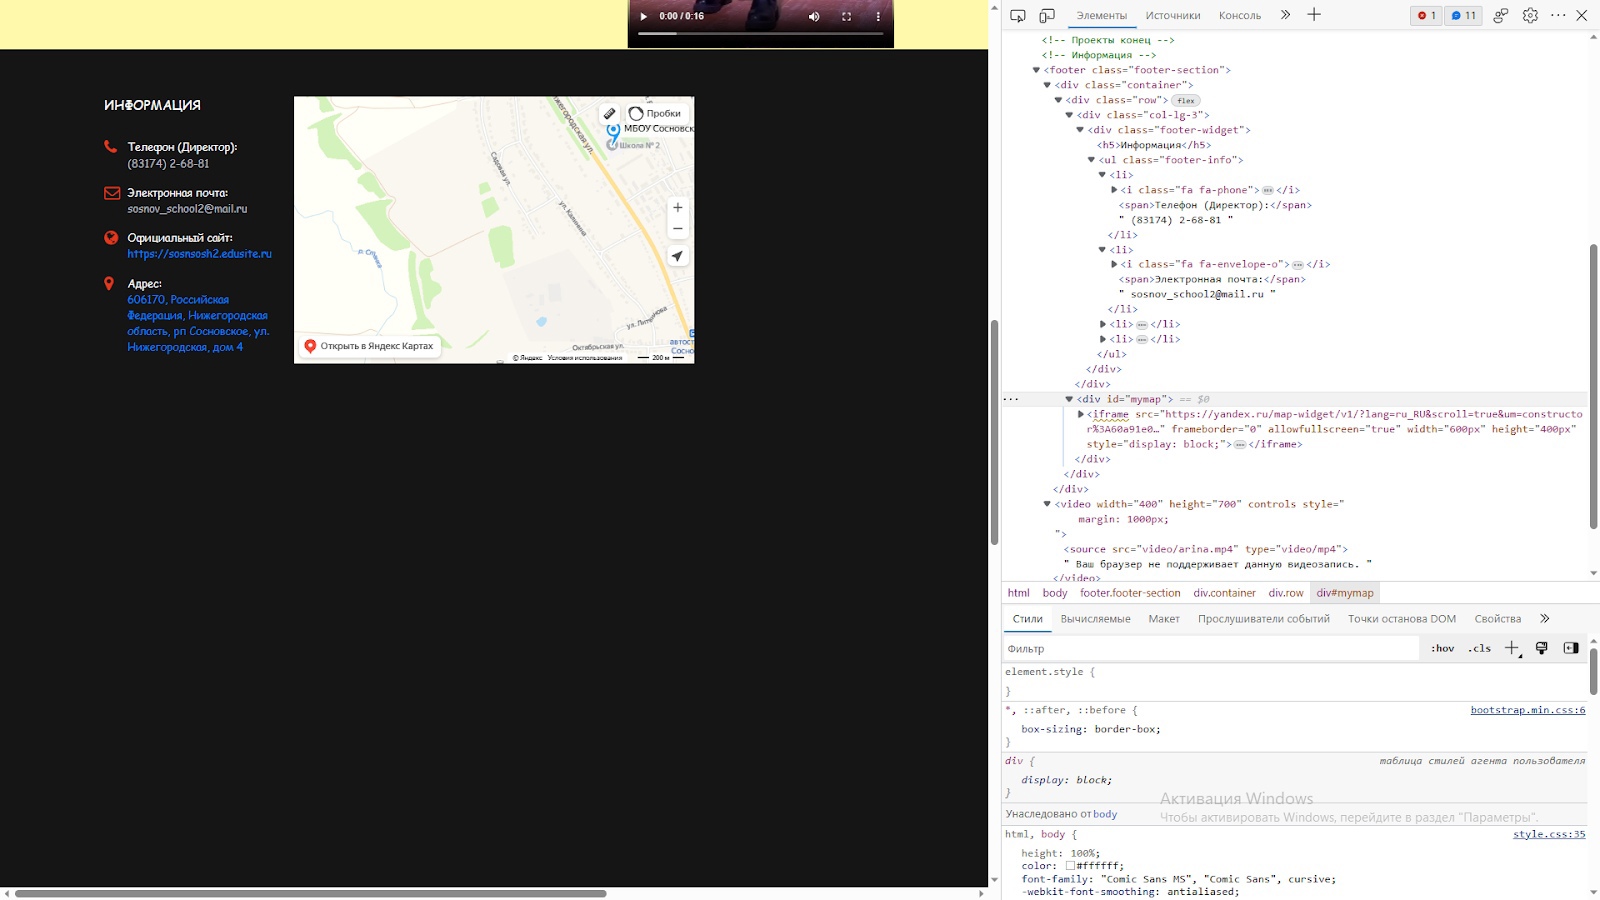 0:00 / 0:16
ИНФОРМАЦИЯ
Телефон (Директор):
(83174) 2-68-81
Электронная почта:
sosnov_school2@mail.ru
Официальный сайт:
https://sosnsosh2.edusite.ru
Адрес:
606170, Российская
Федерация, Нижегородская
область, рп Сосновское, ул.
Нижегородская, дом 4
Пробки
МБОУ Сосновск
Школа № 2
Садовая ул.
ул. Калинина
р. Сланка
ул. Литвинова
Октябрьская ул.
автост
Сосно
Открыть в Яндекс Картах
© Яндекс Условия использования
200 м
Элементы Источники Консоль
1 11
<!-- Проекты конец -->
<!-- Информация -->
<footer class="footer-section">
<div class="container">
<div class="row"> flex
<div class="col-lg-3">
<div class="footer-widget">
<h5>Информация</h5>
<ul class="footer-info">
<li>
<i class="fa fa-phone"> … </i>
<span>Телефон (Директор):</span>
" (83174) 2-68-81 "
</li>
<li>
<i class="fa fa-envelope-o"> … </i>
<span>Электронная почта:</span>
" sosnov_school2@mail.ru "
</li>
<li> … </li>
<li> … </li>
</ul>
</div>
</div>
<div id="mymap"> == $0
<iframe src="https://yandex.ru/map-widget/v1/?lang=ru_RU&scroll=true&um=constructo
r%3A60a91e0…" frameborder="0" allowfullscreen="true" width="600px" height="400px"
style="display: block;"> … </iframe>
</div>
</div>
</div>
<video width="400" height="700" controls style="
margin: 1000px;
">
<source src="video/arina.mp4" type="video/mp4">
" Ваш браузер не поддерживает данную видеозапись. "
</video>
html body footer.footer-section div.container div.row div#mymap
Стили Вычисляемые Макет Прослушиватели событий Точки останова DOM Свойства
Фильтр
:hov .cls
element.style {
}
*, ::after, ::before {
bootstrap.min.css:6
box-sizing: border-box;
}
div {
таблица стилей агента пользователя
display: block;
}
Унаследовано от body
html, body {
style.css:35
height: 100%;
color: #ffffff;
font-family: "Comic Sans MS", "Comic Sans", cursive;
-webkit-font-smoothing: antialiased;
Активация Windows
Чтобы активировать Windows, перейдите в раздел "Параметры".